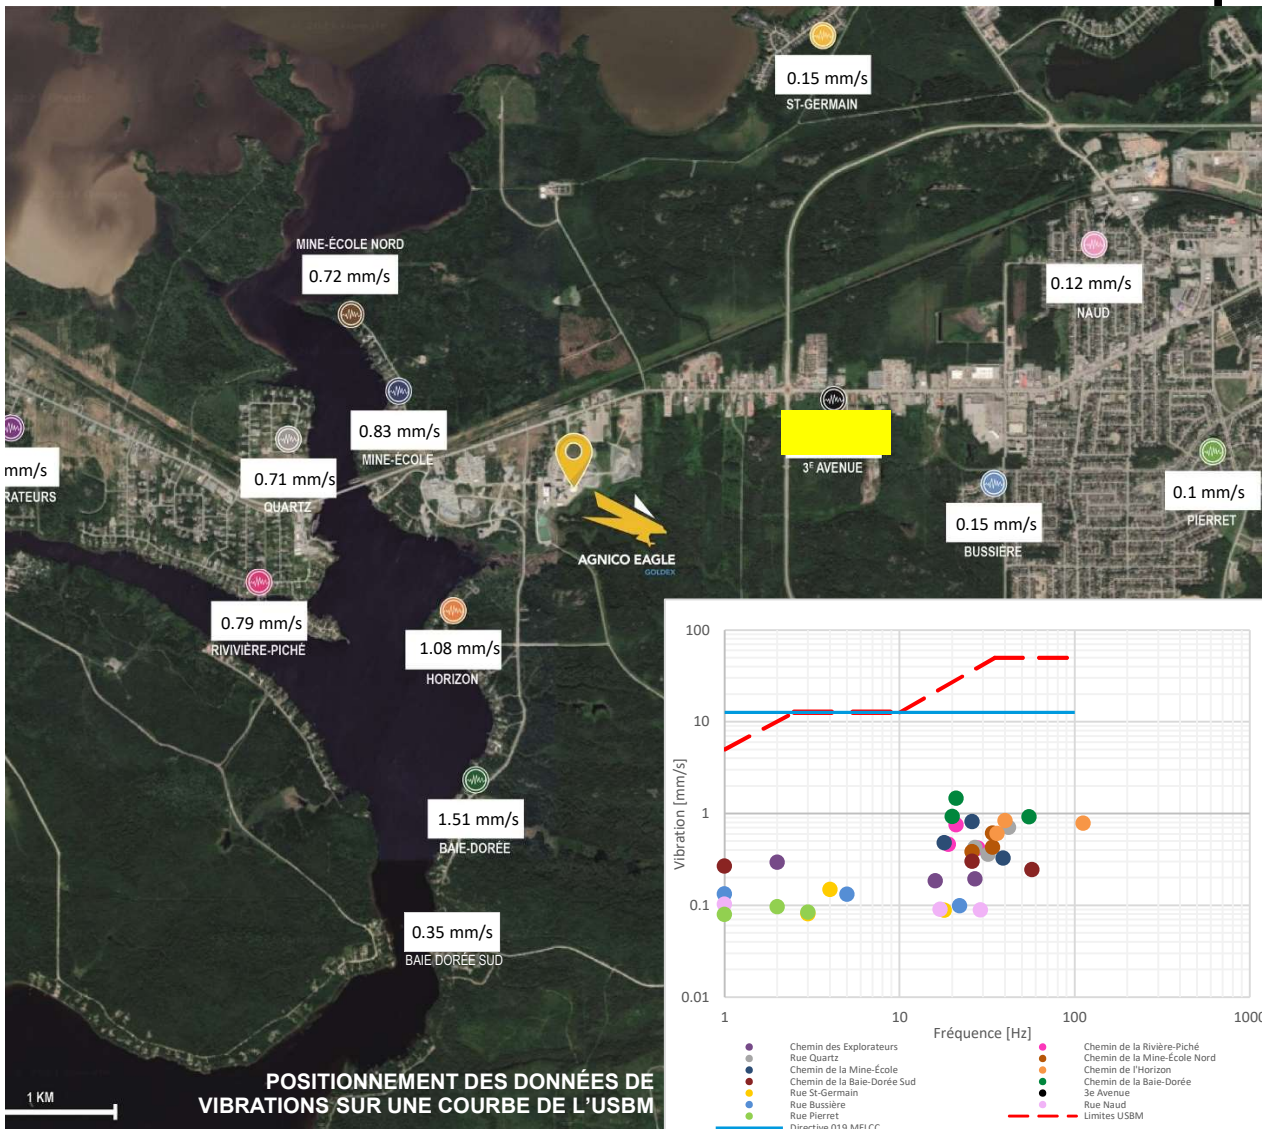 0.15 mm/s
ST-GERMAIN
MINE-ÉCOLE NORD
0.72 mm/s
0.12 mm/s
NAUD
0.83 mm/s
MINE-ÉCOLE
mm/s
RATEURS
0.71 mm/s
QUARTZ
3E AVENUE
0.1 mm/s
PIERRET
0.15 mm/s
BUSSIÈRE
AGNICO EAGLE
GOLDEX
0.79 mm/s
RIVIVIÈRE-PICHÉ
1.08 mm/s
HORIZON
1.51 mm/s
BAIE-DORÉE
0.35 mm/s
BAIE DORÉE SUD
POSITIONNEMENT DES DONNÉES DE
VIBRATIONS SUR UNE COURBE DE L'USBM
1 KM
100
10
1
0.1
0.01
Vibration [mm/s]
1 10 100 1000
Fréquence [Hz]
Chemin des Explorateurs
Rue Quartz
Chemin de la Mine-École
Chemin de la Baie-Dorée Sud
Rue St-Germain
Rue Bussière
Rue Pierret
Directive 019 MELCC
Chemin de la Rivière-Piché
Chemin de la Mine-École Nord
Chemin de l'Horizon
Chemin de la Baie-Dorée
3e Avenue
Rue Naud
Limites USBM